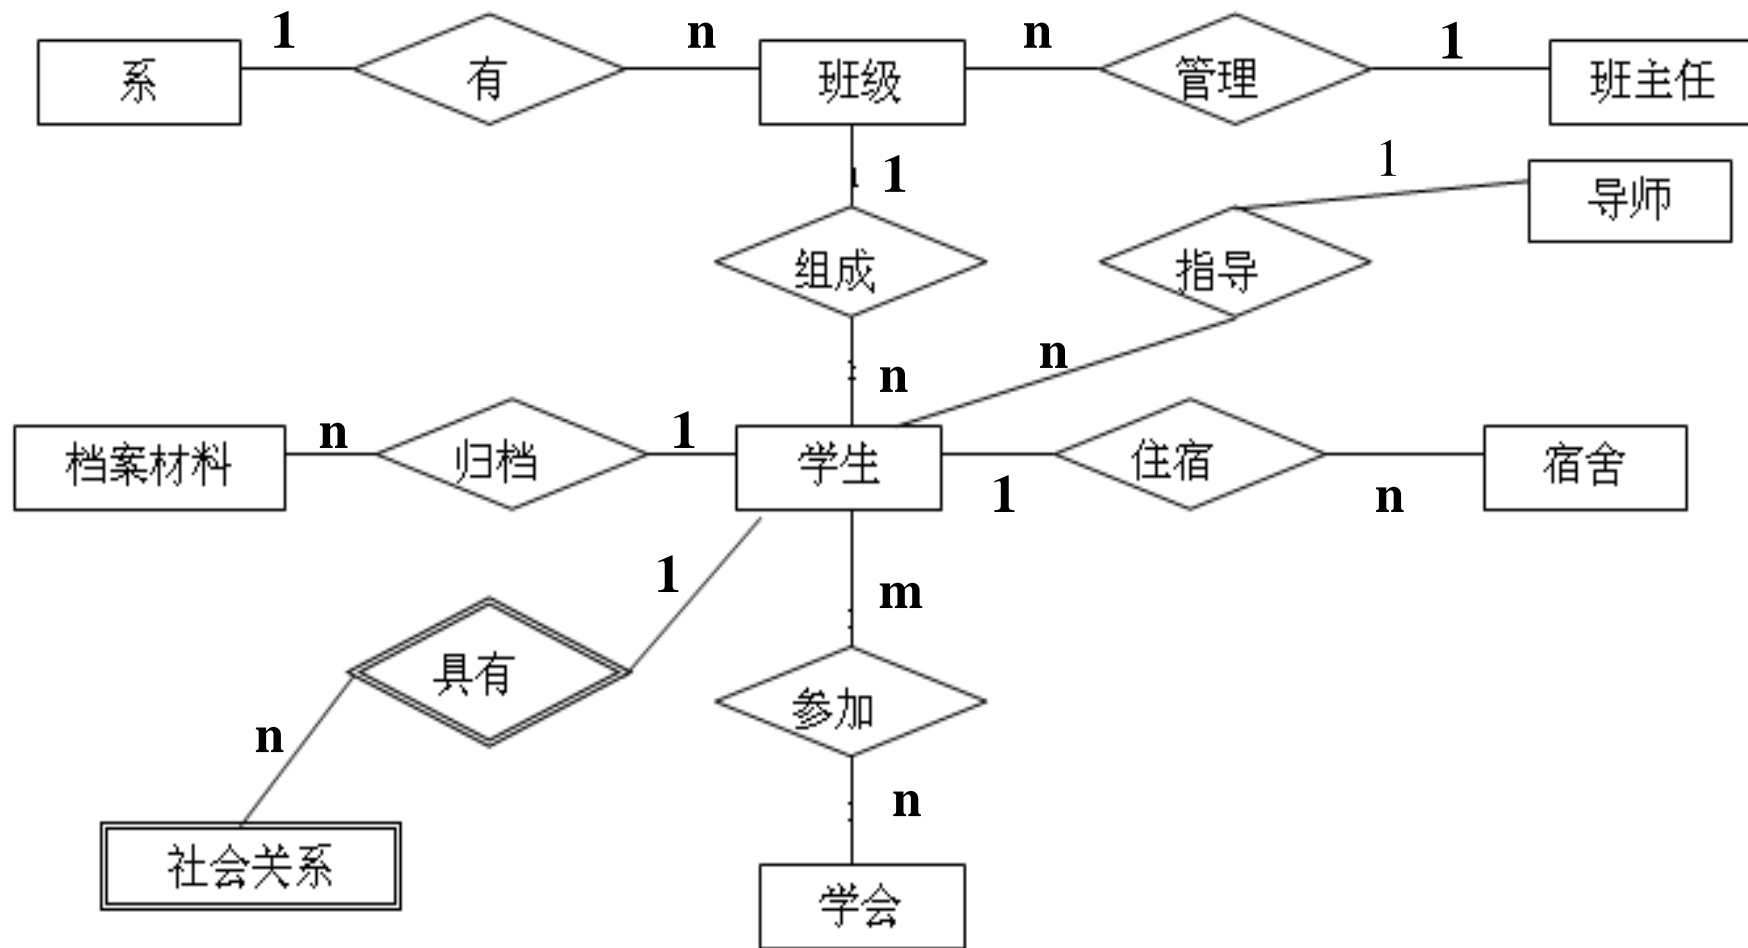 1 n n 1
系 有 班级 管理 班主任
1 1
导师
组成 指导
n n
n 1
档案材料 归档 学生 住宿 宿舍
1 n
1 m
具有 参加
n n
社会关系 学会